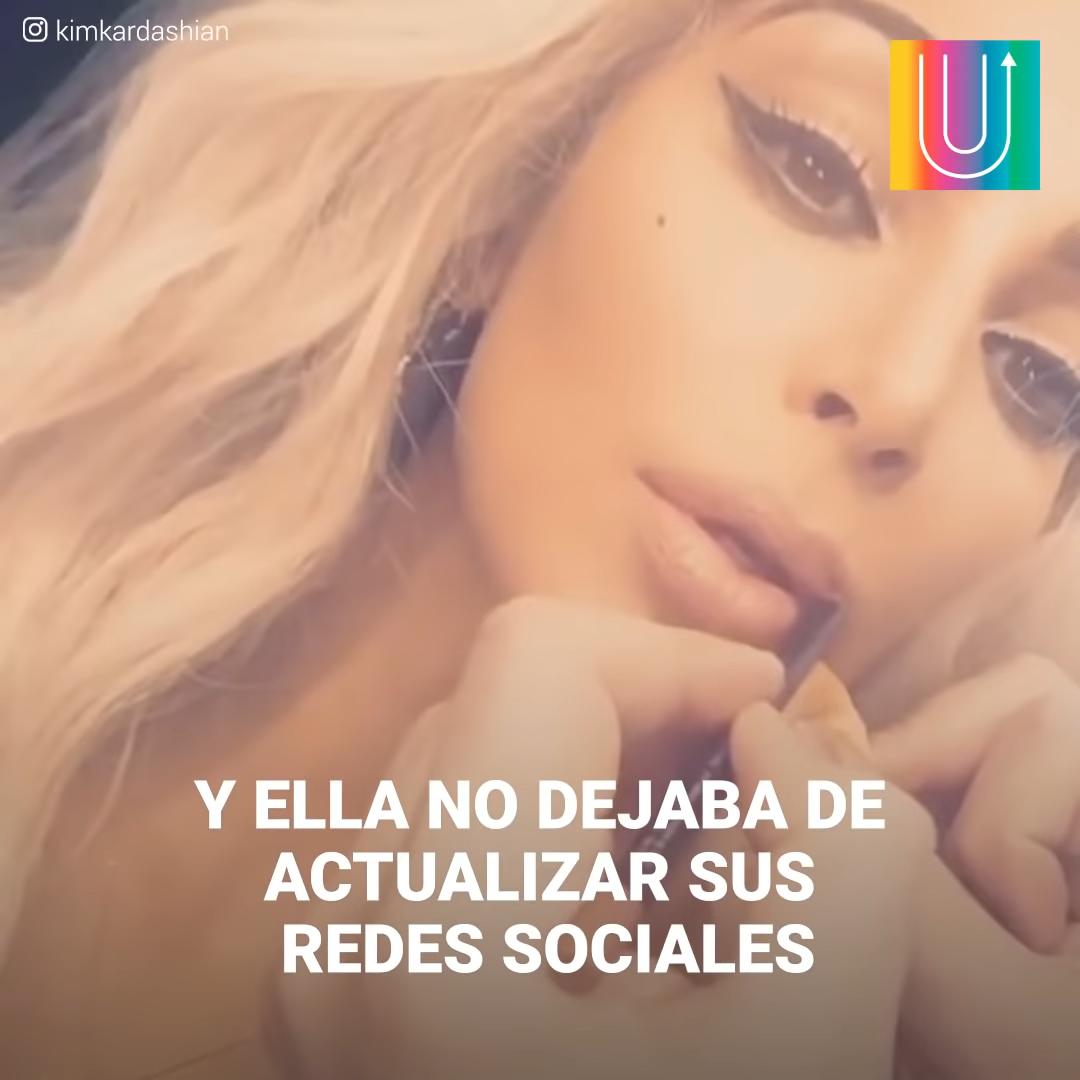 kimkardashian
U
Y ELLA NO DEJABA DE
ACTUALIZAR SUS
REDES SOCIALES